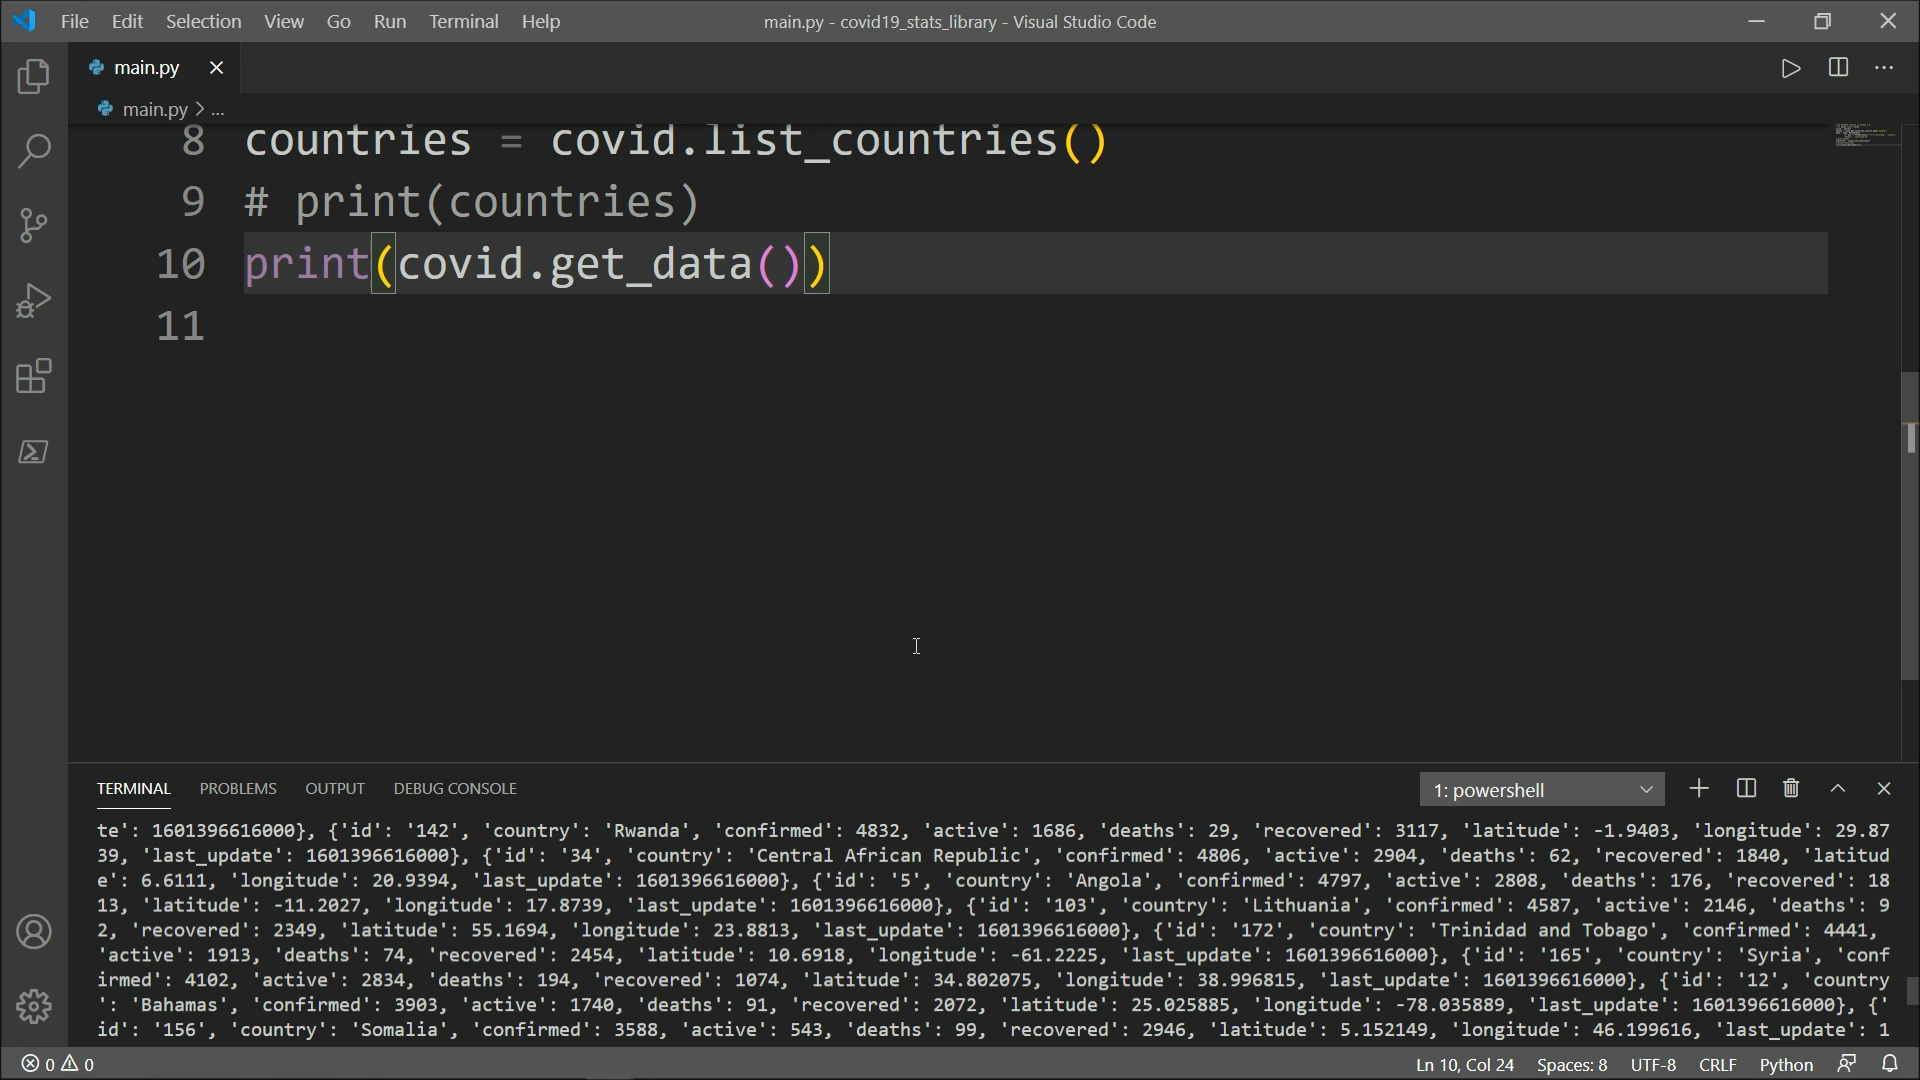 File Edit Selection View Go Run Terminal Help
main.py - covid19_stats_library - Visual Studio Code
main.py
main.py > ...
8 countries = covid.list_countries()
9 # print(countries)
10 print(covid.get_data())
11
TERMINAL PROBLEMS OUTPUT DEBUG CONSOLE
1: powershell
te': 1601396616000}, {'id': '142', 'country': 'Rwanda', 'confirmed': 4832, 'active': 1686, 'deaths': 29, 'recovered': 3117, 'latitude': -1.9403, 'longitude': 29.87
39, 'last_update': 1601396616000}, {'id': '34', 'country': 'Central African Republic', 'confirmed': 4806, 'active': 2904, 'deaths': 62, 'recovered': 1840, 'latitud
e': 6.6111, 'longitude': 20.9394, 'last_update': 1601396616000}, {'id': '5', 'country': 'Angola', 'confirmed': 4797, 'active': 2808, 'deaths': 176, 'recovered': 18
13, 'latitude': -11.2027, 'longitude': 17.8739, 'last_update': 1601396616000}, {'id': '103', 'country': 'Lithuania', 'confirmed': 4587, 'active': 2146, 'deaths': 9
2, 'recovered': 2349, 'latitude': 55.1694, 'longitude': 23.8813, 'last_update': 1601396616000}, {'id': '172', 'country': 'Trinidad and Tobago', 'confirmed': 4441,
'active': 1913, 'deaths': 74, 'recovered': 2454, 'latitude': 10.6918, 'longitude': -61.2225, 'last_update': 1601396616000}, {'id': '165', 'country': 'Syria', 'conf
irmed': 4102, 'active': 2834, 'deaths': 194, 'recovered': 1074, 'latitude': 34.802075, 'longitude': 38.996815, 'last_update': 1601396616000}, {'id': '12', 'country
': 'Bahamas', 'confirmed': 3903, 'active': 1740, 'deaths': 91, 'recovered': 2072, 'latitude': 25.025885, 'longitude': -78.035889, 'last_update': 1601396616000}, {'
id': '156', 'country': 'Somalia', 'confirmed': 3588, 'active': 543, 'deaths': 99, 'recovered': 2946, 'latitude': 5.152149, 'longitude': 46.199616, 'last_update': 1
0 0
Ln 10, Col 24 Spaces: 8 UTF-8 CRLF Python